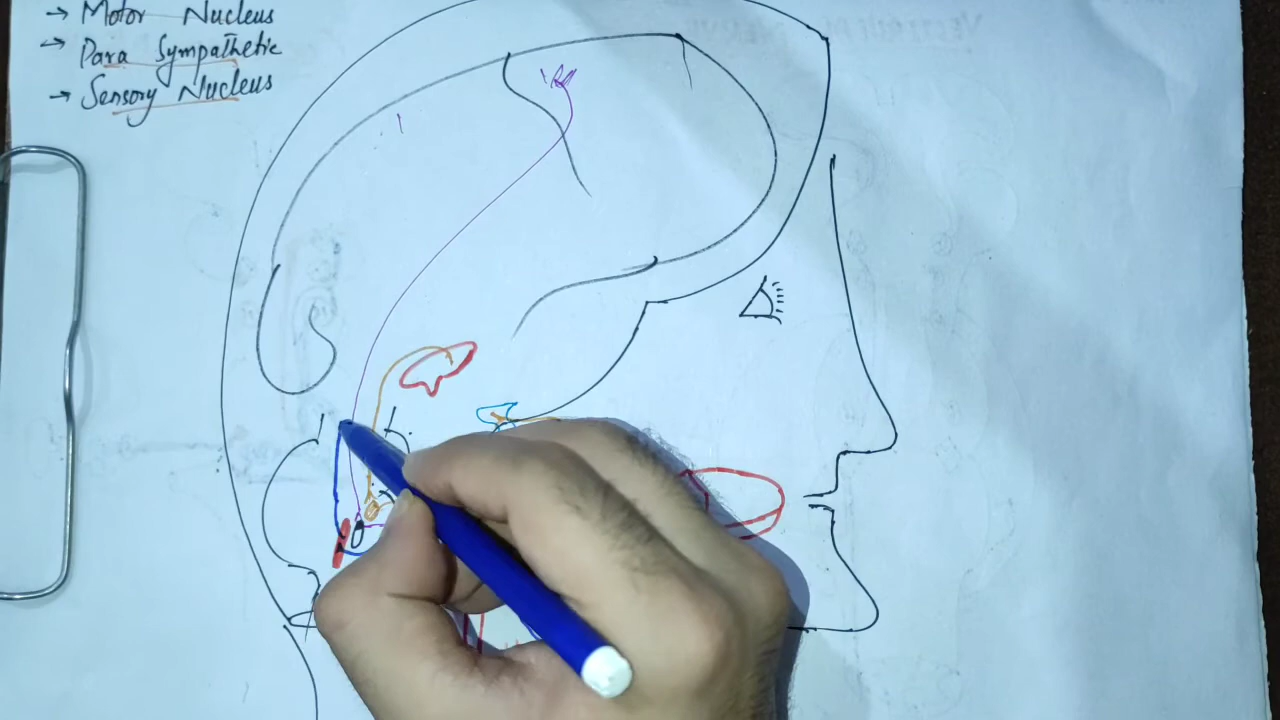 → Motor Nucleus
→ Para Sympathetic
→ Sensory Nucleus